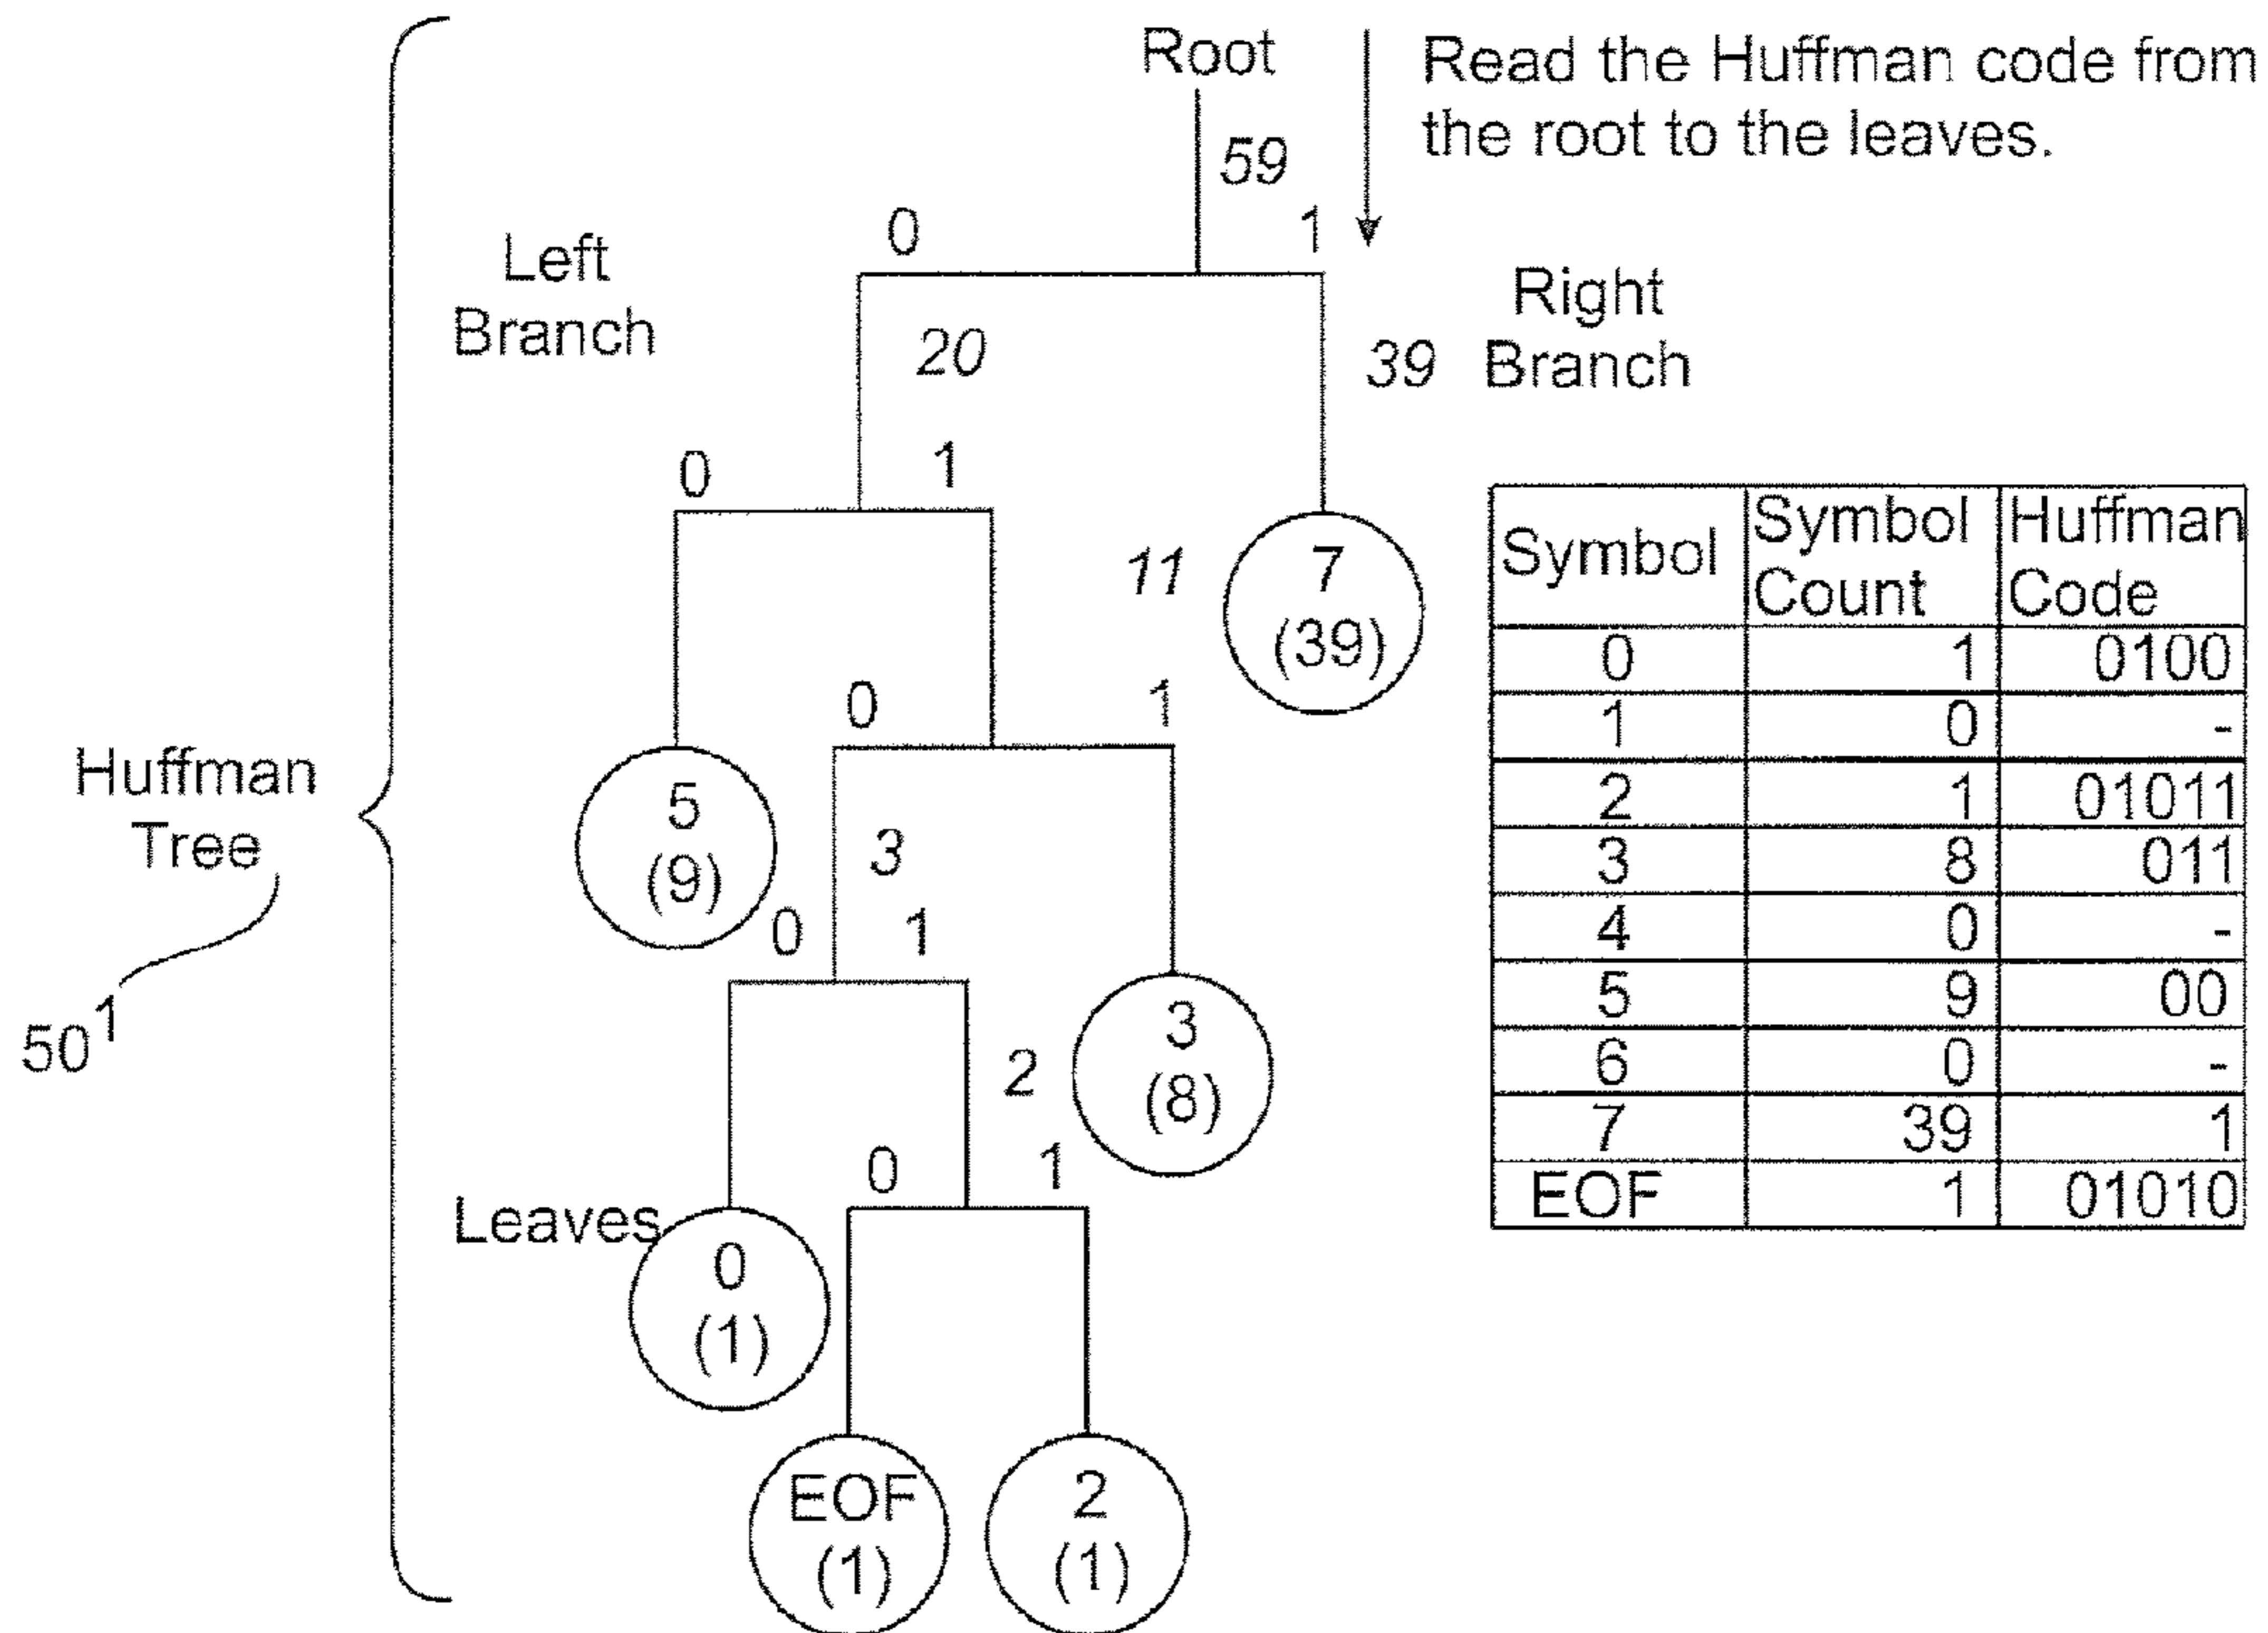 Root
Read the Huffman code from
the root to the leaves.
59
0 1
Left
Branch
Right
Branch
20
39
0 1
11
7
(39)
0 1
Huffman
Tree
50¹
5
(9)
3
0 1
3
(8)
2
0 1
Leaves
0
(1)
EOF
(1)
2
(1)
Symbol Symbol Count Huffman Code
0 1 0100
1 0 -
2 1 01011
3 8 011
4 0 -
5 9 00
6 0 -
7 39 1
EOF 1 01010